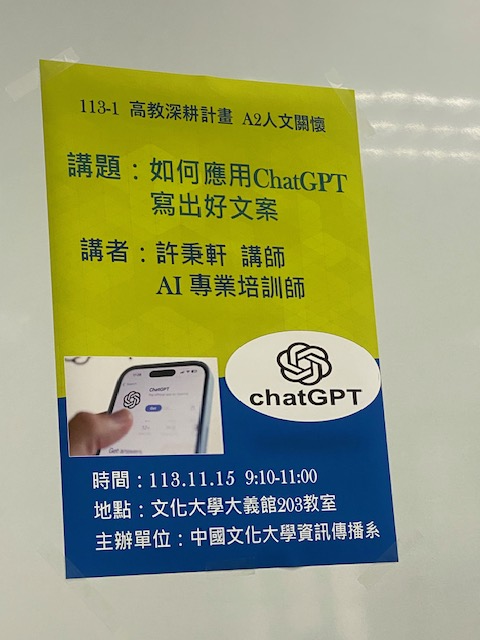 113-1 高教深耕計畫 A2人文關懷
講題：如何應用ChatGPT
寫出好文案
講者：許秉軒 講師
AI 專業培訓師
ChatGPT
Get answers
chatGPT
時間：113.11.15 9:10-11:00
地點：文化大學大義館203教室
主辦單位：中國文化大學資訊傳播系